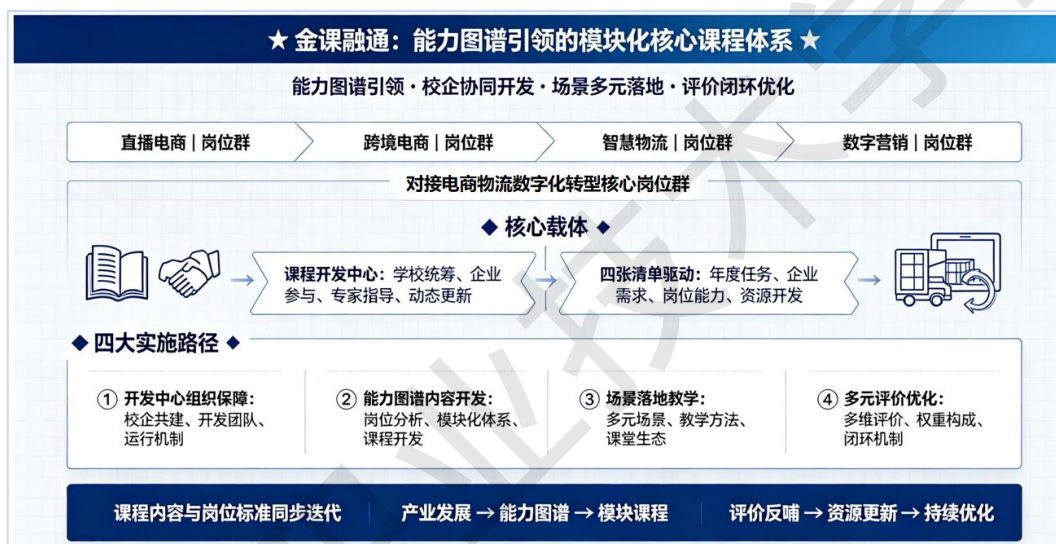 ★ 金课融通：能力图谱引领的模块化核心课程体系 ★
能力图谱引领·校企协同开发·场景多元落地·评价闭环优化
直播电商 | 岗位群
跨境电商 | 岗位群
智慧物流 | 岗位群
数字营销 | 岗位群
对接电商物流数字化转型核心岗位群
◆ 核心载体 ◆
课程开发中心：学校统筹、企业
参与、专家指导、动态更新
四张清单驱动：年度任务、企业
需求、岗位能力、资源开发
◆ 四大实施路径 ◆
① 开发中心组织保障：
校企共建、开发团队、
运行机制
② 能力图谱内容开发：
岗位分析、模块化体系、
课程开发
③ 场景落地教学：
多元场景、教学方法、
课堂生态
④ 多元评价优化：
多维评价、权重构成、
闭环机制
课程内容与岗位标准同步迭代
产业发展 → 能力图谱 → 模块课程
评价反哺 → 资源更新 → 持续优化
职业技术学